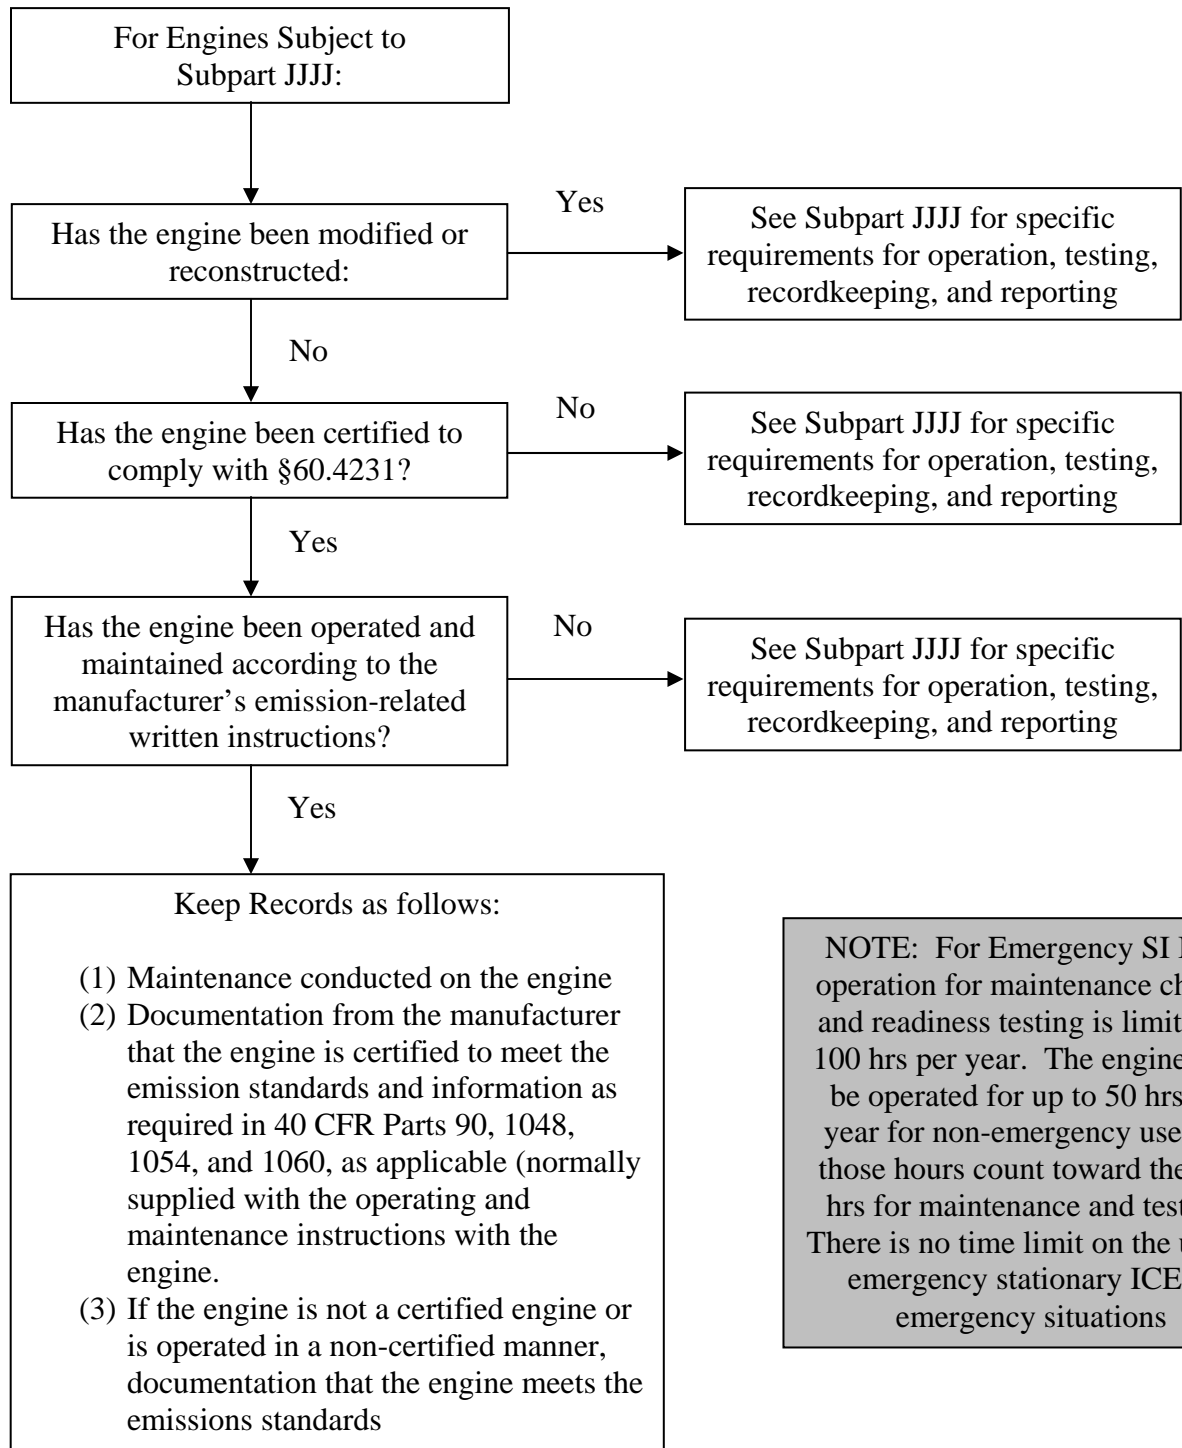 For Engines Subject to
Subpart JJJJ:
Yes
Has the engine been modified or
reconstructed:
See Subpart JJJJ for specific
requirements for operation, testing,
recordkeeping, and reporting
No
Has the engine been certified to
comply with §60.4231?
No
See Subpart JJJJ for specific
requirements for operation, testing,
recordkeeping, and reporting
Yes
Has the engine been operated and
maintained according to the
manufacturer’s emission-related
written instructions?
No
See Subpart JJJJ for specific
requirements for operation, testing,
recordkeeping, and reporting
Yes
Keep Records as follows:
(1) Maintenance conducted on the engine
(2) Documentation from the manufacturer
that the engine is certified to meet the
emission standards and information as
required in 40 CFR Parts 90, 1048,
1054, and 1060, as applicable (normally
supplied with the operating and
maintenance instructions with the
engine.
(3) If the engine is not a certified engine or
is operated in a non-certified manner,
documentation that the engine meets the
emissions standards
NOTE: For Emergency SI
operation for maintenance
and readiness testing is
100 hrs per year. The engine
be operated for up to 50 hrs
year for non-emergency use
those hours count toward the
hrs for maintenance and
There is no time limit on the
emergency stationary ICE
emergency situations